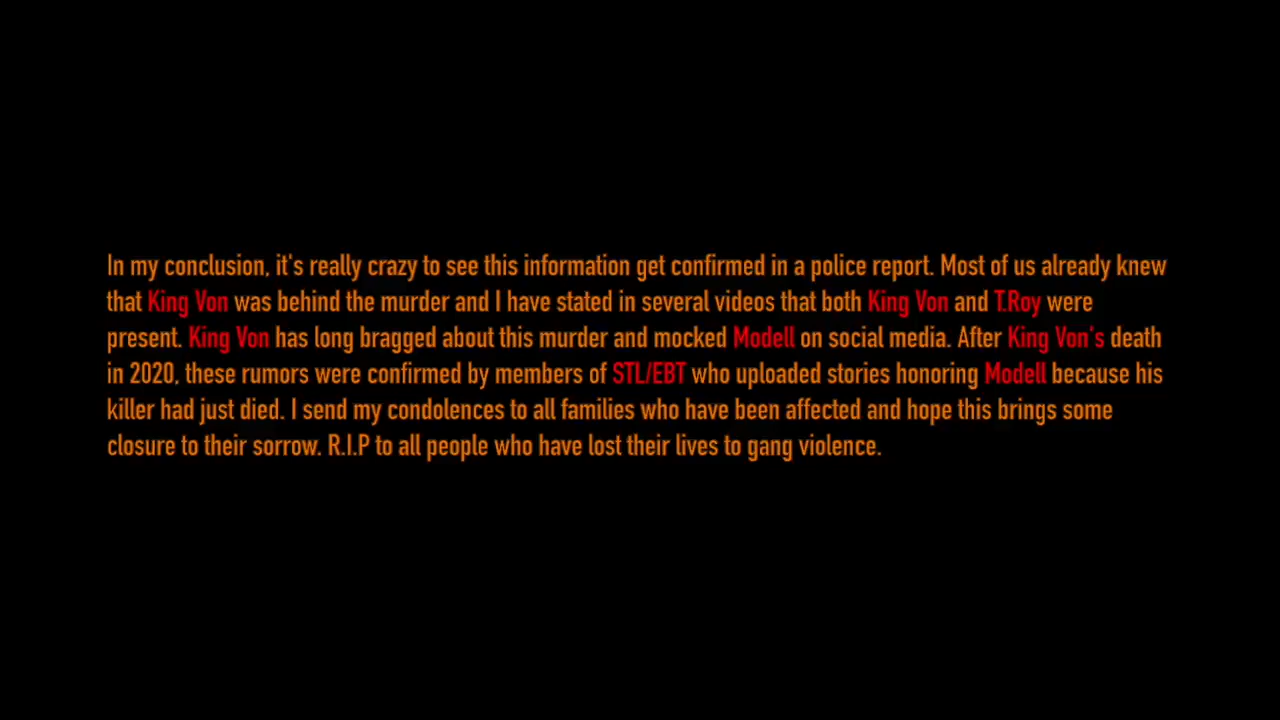 In my conclusion, it's really crazy to see this information get confirmed in a police report. Most of us already knew
that King Von was behind the murder and I have stated in several videos that both King Von and T.Roy were
present. King Von has long bragged about this murder and mocked Modell on social media. After King Von's death
in 2020, these rumors were confirmed by members of STL/EBT who uploaded stories honoring Modell because his
killer had just died. I send my condolences to all families who have been affected and hope this brings some
closure to their sorrow. R.I.P to all people who have lost their lives to gang violence.